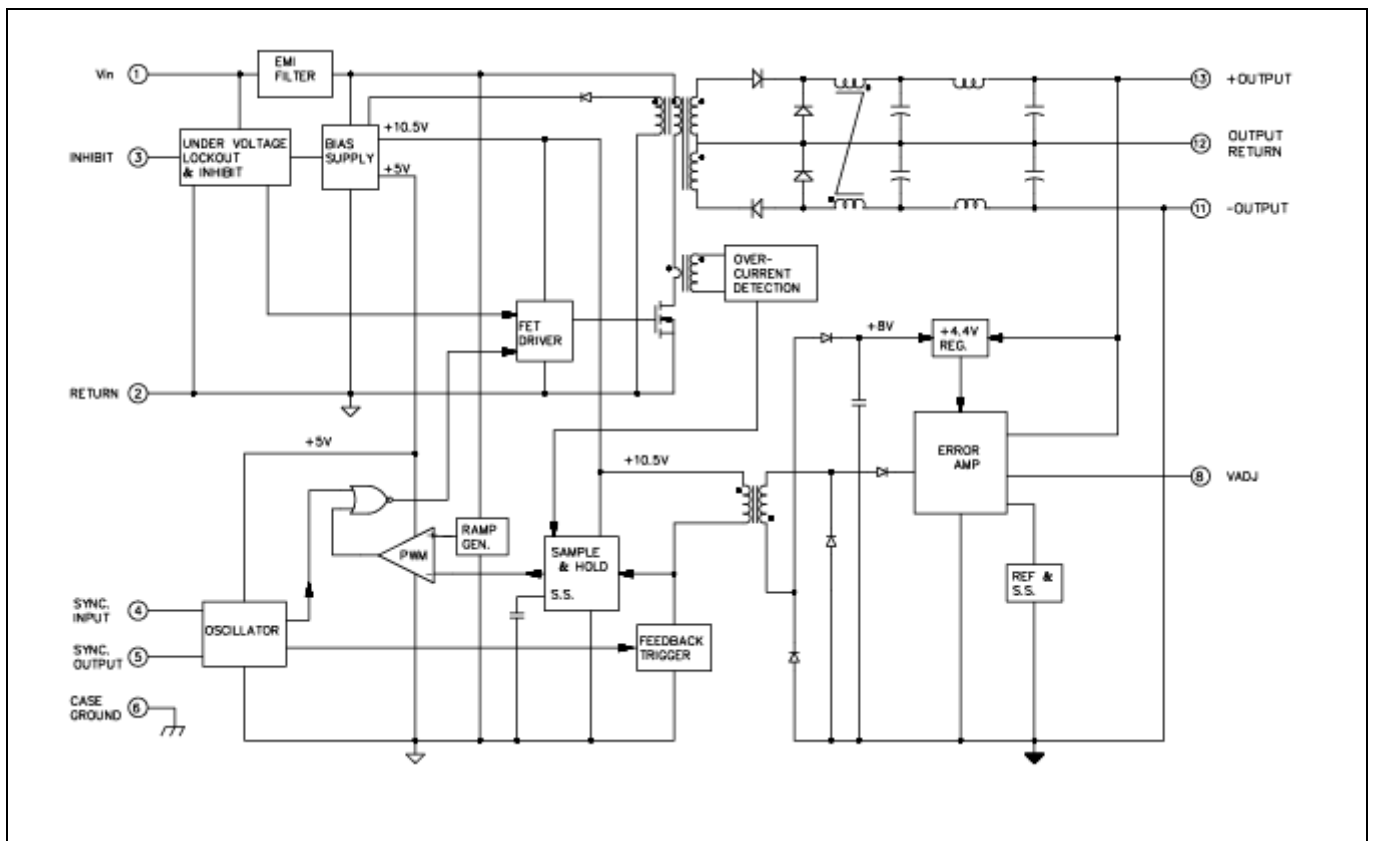 Vin 1
EMI
FILTER
13 +OUTPUT
+10.5V
UNDER VOLTAGE
LOCKOUT
& INHIBIT
BIAS
SUPPLY
OUTPUT
RETURN
12
INHIBIT 3
+5V
11 -OUTPUT
OVER-
CURRENT
DETECTION
FET
DRIVER
+8V
+4.4V
REG.
RETURN 2
+5V
+10.5V
ERROR
AMP
8 VADJ
RAMP
GEN.
PWM
SAMPLE
& HOLD
S.S.
REF &
S.S.
SYNC.
INPUT
4
OSCILLATOR
FEEDBACK
TRIGGER
SYNC.
OUTPUT
5
CASE
GROUND
6